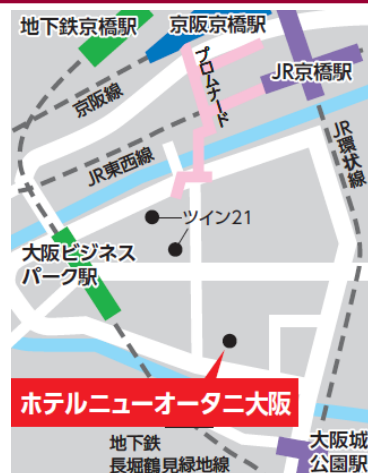 地下鉄京橋駅
京阪京橋駅
プロムナード
JR京橋駅
京阪線
JR東西線
JR環状線
ツイン21
大阪ビジネス
パーク駅
ホテルニューオータニ大阪
地下鉄
長堀鶴見緑地線
大阪城
公園駅